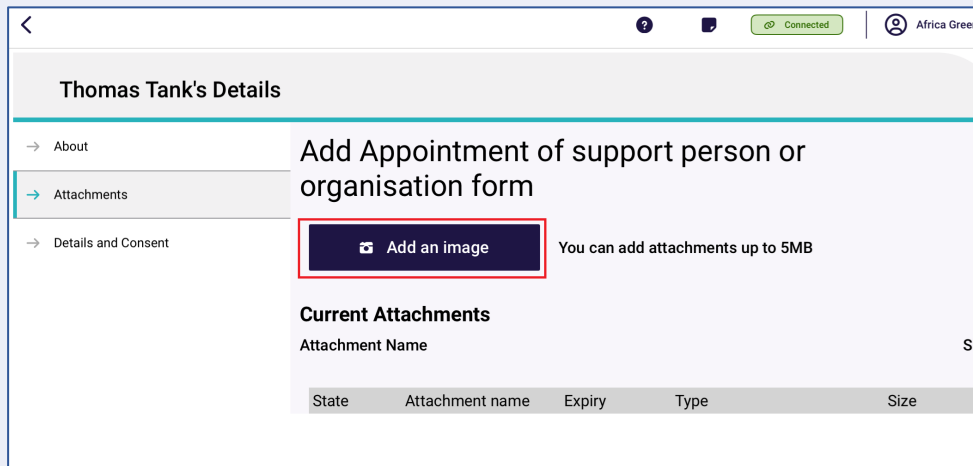 Connected
Africa Gree
Thomas Tank's Details
About
Attachments
Details and Consent
Add Appointment of support person or
organisation form
Add an image
You can add attachments up to 5MB
Current Attachments
Attachment Name S
State Attachment name Expiry Type Size